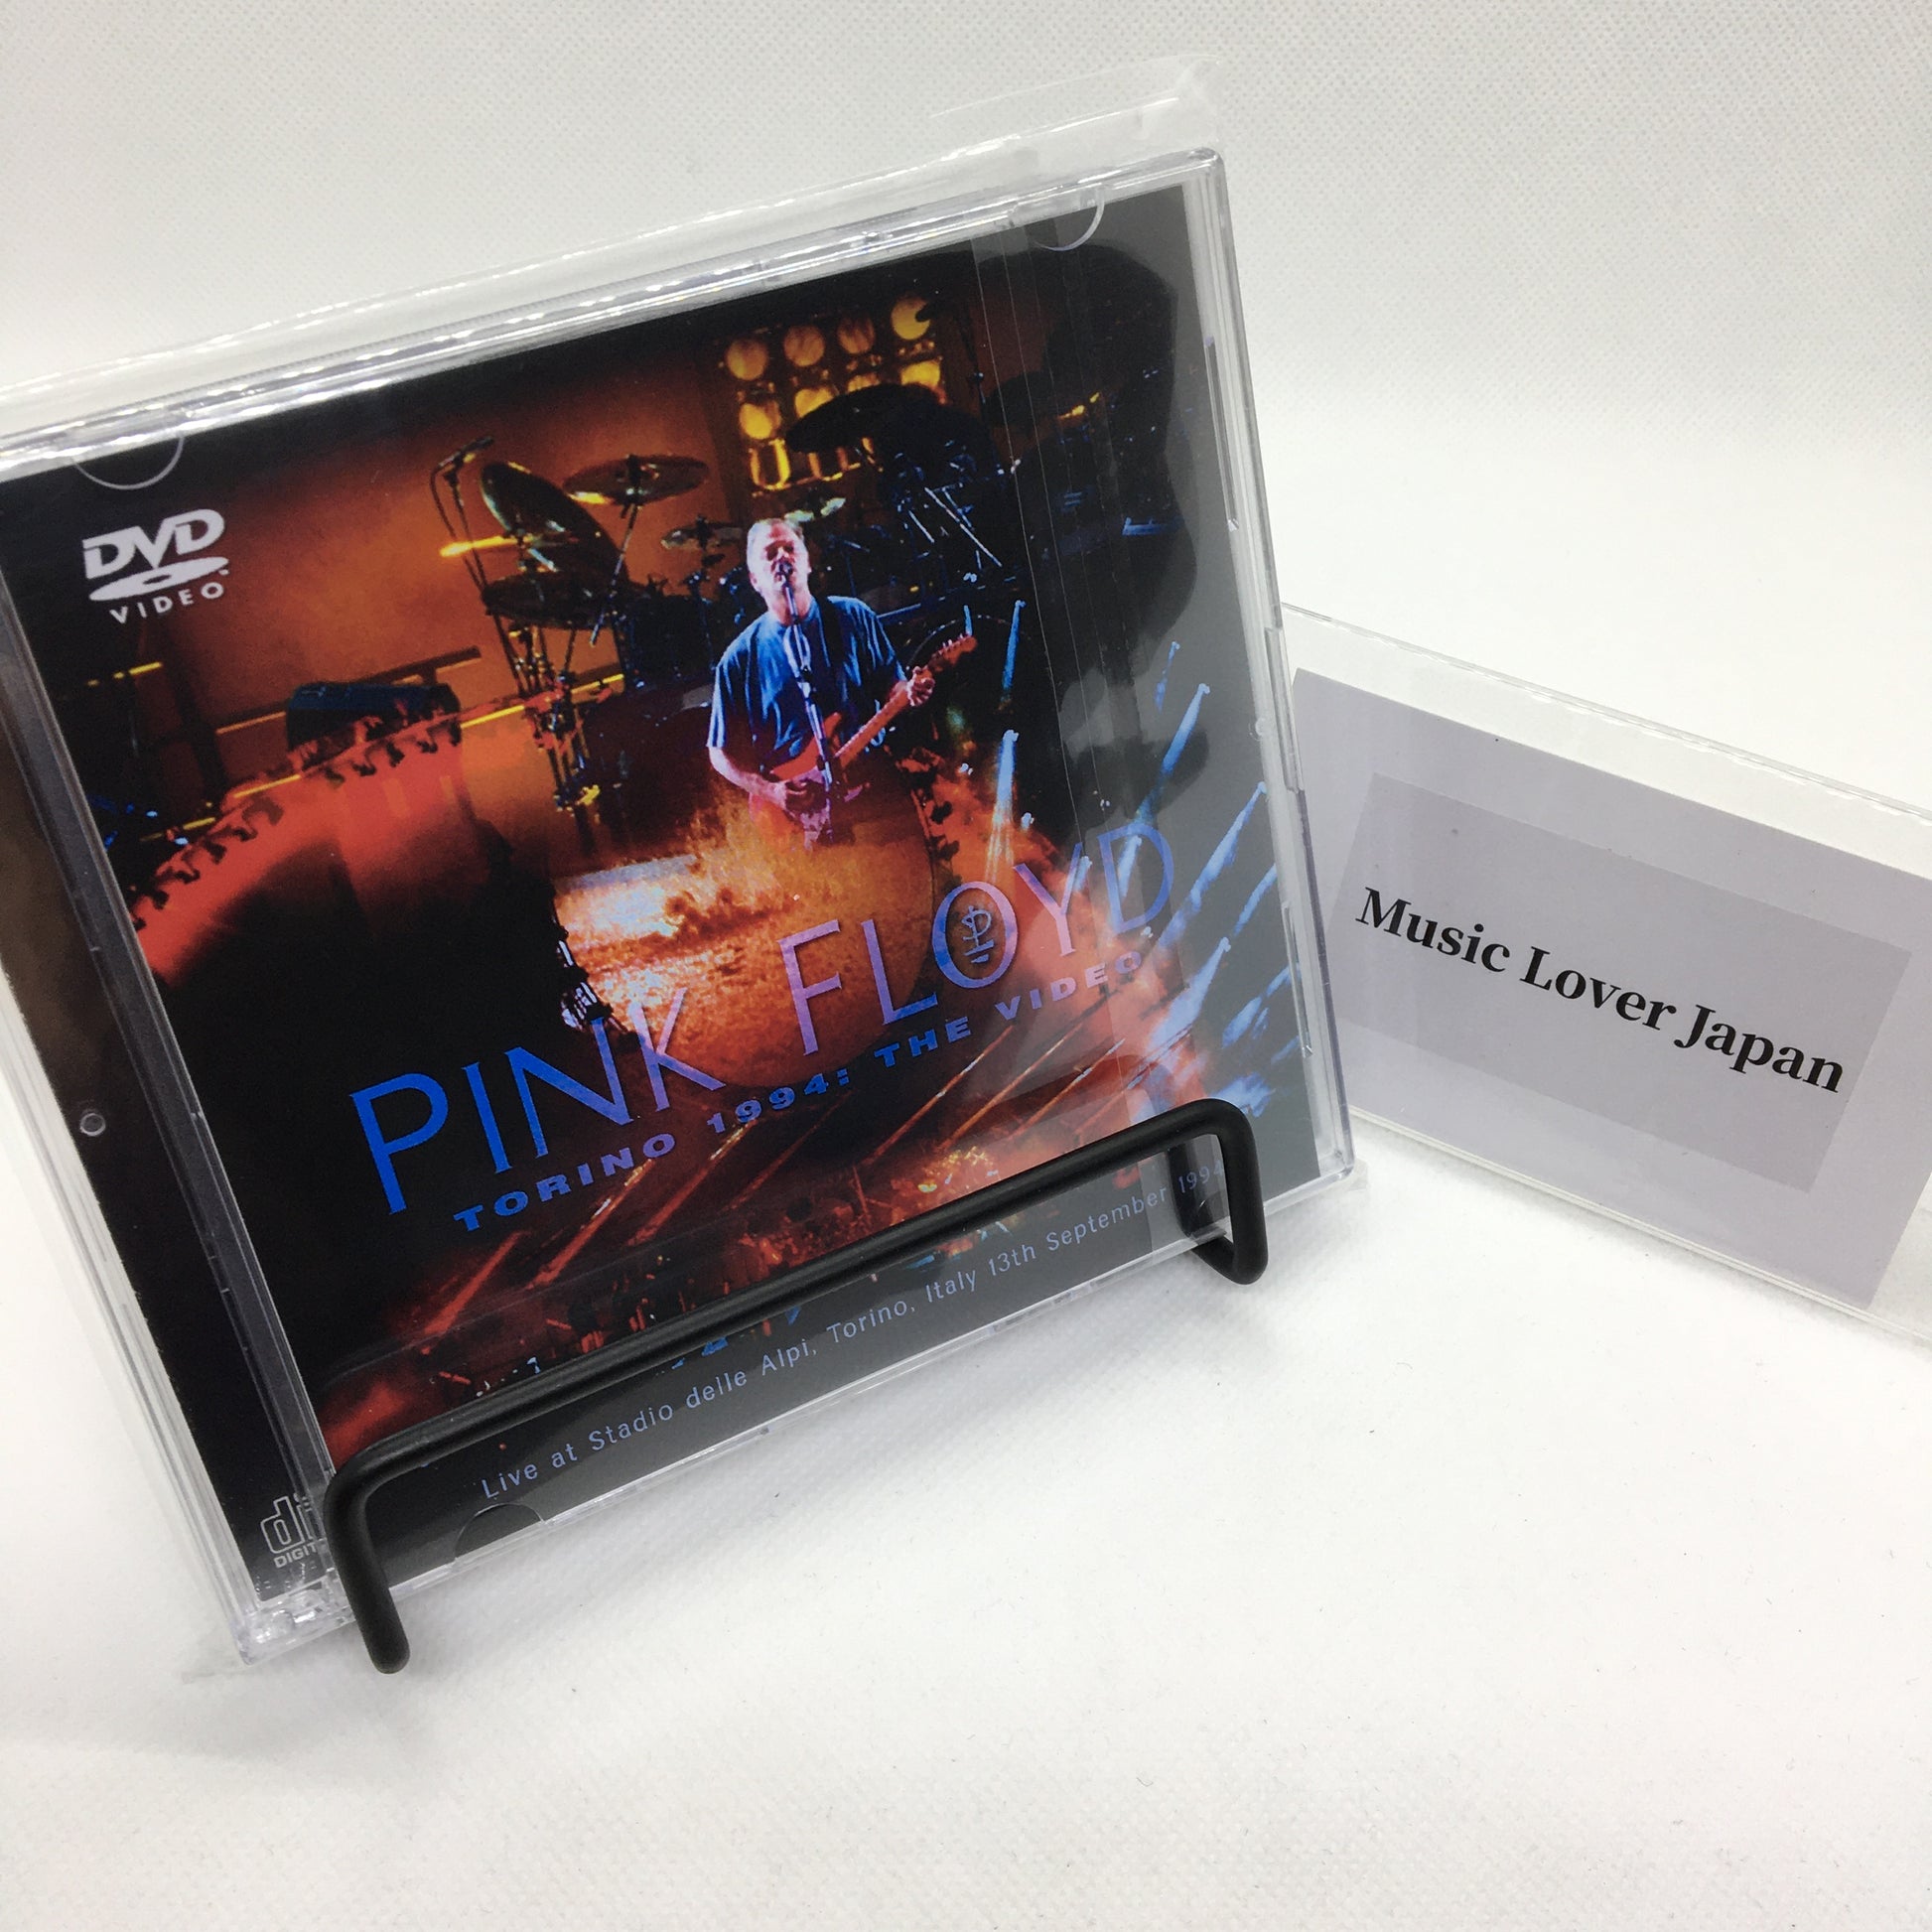 DVD
VIDEO
PINK FLOYD
TORINO 1994: THE VIDEO
Live at Stadio delle Alpi, Torino, Italy 13th September 1994
Music Lover Japan